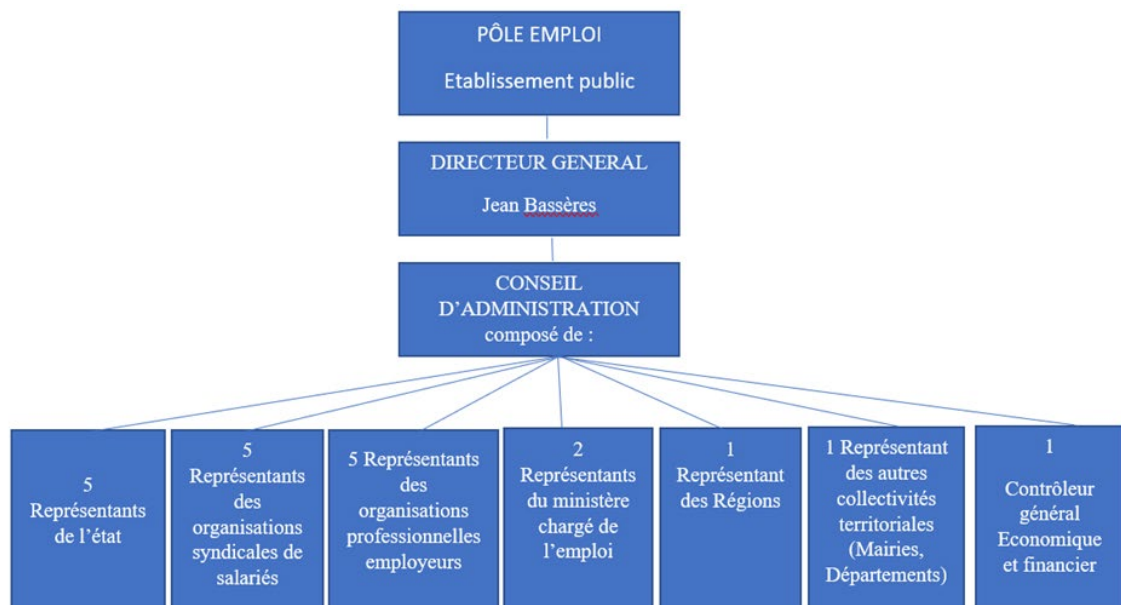 PÔLE EMPLOI
Etablissement public
DIRECTEUR GENERAL
Jean Bassères
CONSEIL
D'ADMINISTRATION
composé de :
5
Représentants
de l'état
5
Représentants
des
organisations
syndicales de
salariés
5 Représentants
des
organisations
professionnelles
employeurs
2
Représentants
du ministère
chargé de
l'emploi
1
Représentant
des Régions
1 Représentant
des autres
collectivités
territoriales
(Mairies,
Départements)
1
Contrôleur
général
Economique
et financier